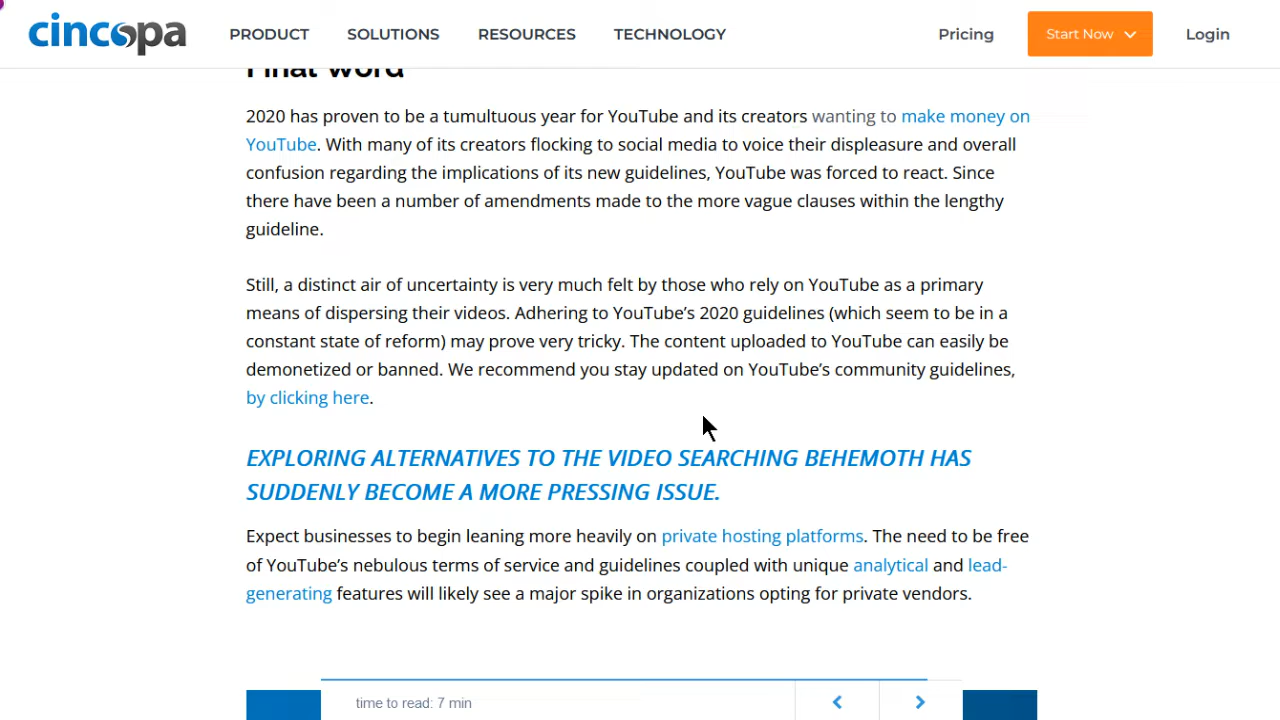 cincopa PRODUCT SOLUTIONS RESOURCES TECHNOLOGY Pricing Start Now Login
Final Word
2020 has proven to be a tumultuous year for YouTube and its creators wanting to make money on
YouTube. With many of its creators flocking to social media to voice their displeasure and overall
confusion regarding the implications of its new guidelines, YouTube was forced to react. Since
there have been a number of amendments made to the more vague clauses within the lengthy
guideline.
Still, a distinct air of uncertainty is very much felt by those who rely on YouTube as a primary
means of dispersing their videos. Adhering to YouTube’s 2020 guidelines (which seem to be in a
constant state of reform) may prove very tricky. The content uploaded to YouTube can easily be
demonetized or banned. We recommend you stay updated on YouTube’s community guidelines,
by clicking here.
EXPLORING ALTERNATIVES TO THE VIDEO SEARCHING BEHEMOTH HAS
SUDDENLY BECOME A MORE PRESSING ISSUE.
Expect businesses to begin leaning more heavily on private hosting platforms. The need to be free
of YouTube’s nebulous terms of service and guidelines coupled with unique analytical and lead-
generating features will likely see a major spike in organizations opting for private vendors.
time to read: 7 min